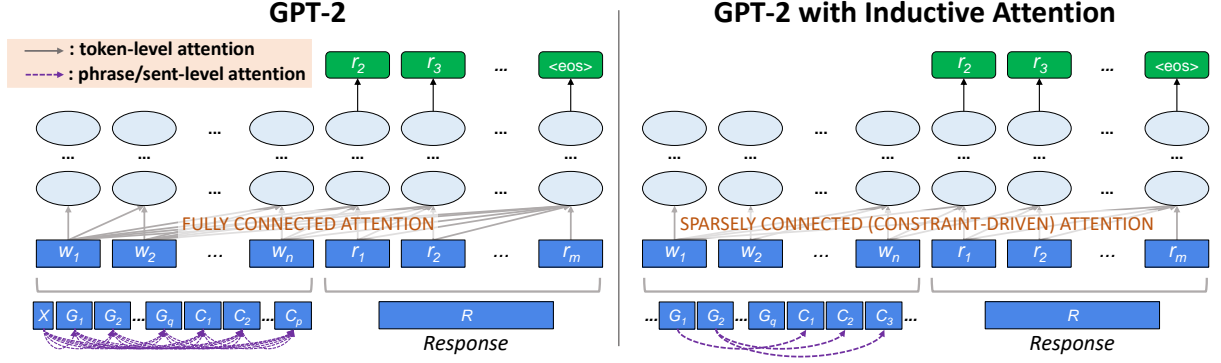 GPT-2
GPT-2 with Inductive Attention
: token-level attention
: phrase/sent-level attention
r2 r3 ... <eos>
r2 r3 ... <eos>
... ...
... ...
... ... ... ...
... ... ... ...
... ...
... ...
FULLY CONNECTED ATTENTION
SPARSELY CONNECTED (CONSTRAINT-DRIVEN) ATTENTION
w1 w2 ... wn r1 r2 ... rm
w1 w2 ... wn r1 r2 ... rm
X G1 G2 ... Gq C1 C2 ... Cp R
... G1 G2 ... Gq C1 C2 C3 ... R
Response
Response